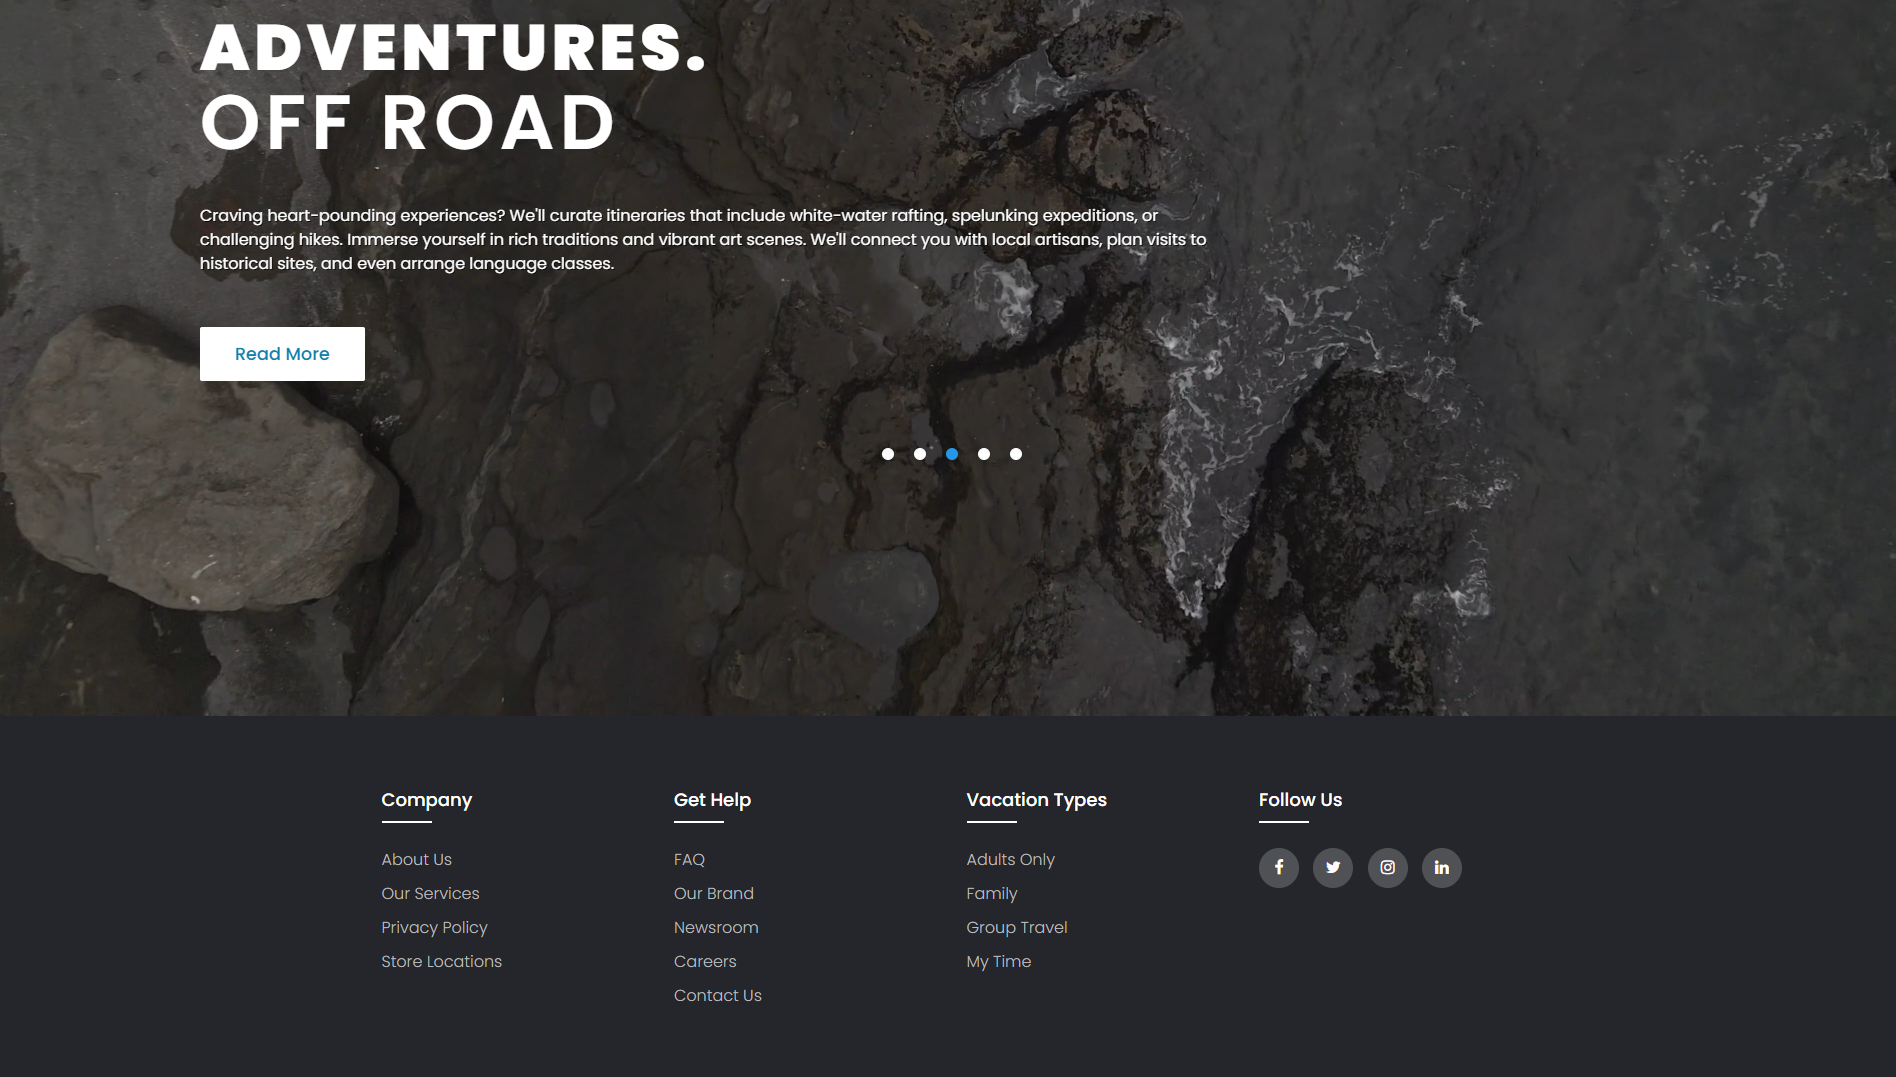 ADVENTURES.
OFF ROAD
Craving heart-pounding experiences? We'll curate itineraries that include white-water rafting, spelunking expeditions, or
challenging hikes. Immerse yourself in rich traditions and vibrant art scenes. We'll connect you with local artisans, plan visits to
historical sites, and even arrange language classes.
Read More
Company
About Us
Our Services
Privacy Policy
Store Locations
Get Help
FAQ
Our Brand
Newsroom
Careers
Contact Us
Vacation Types
Adults Only
Family
Group Travel
My Time
Follow Us